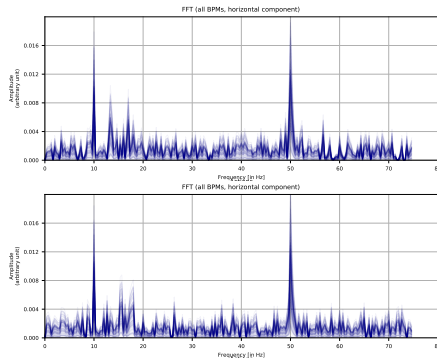 FFT (all BPMs, horizontal component)
0.016
0.012
0.008
0.004
0.000
Amplitude
(arbitrary unit)
0 10 20 30 40 50 60 70 80
Frequency [in Hz]
FFT (all BPMs, horizontal component)
0.016
0.012
0.008
0.004
0.000
Amplitude
(arbitrary unit)
0 10 20 30 40 50 60 70
Frequency [in Hz]